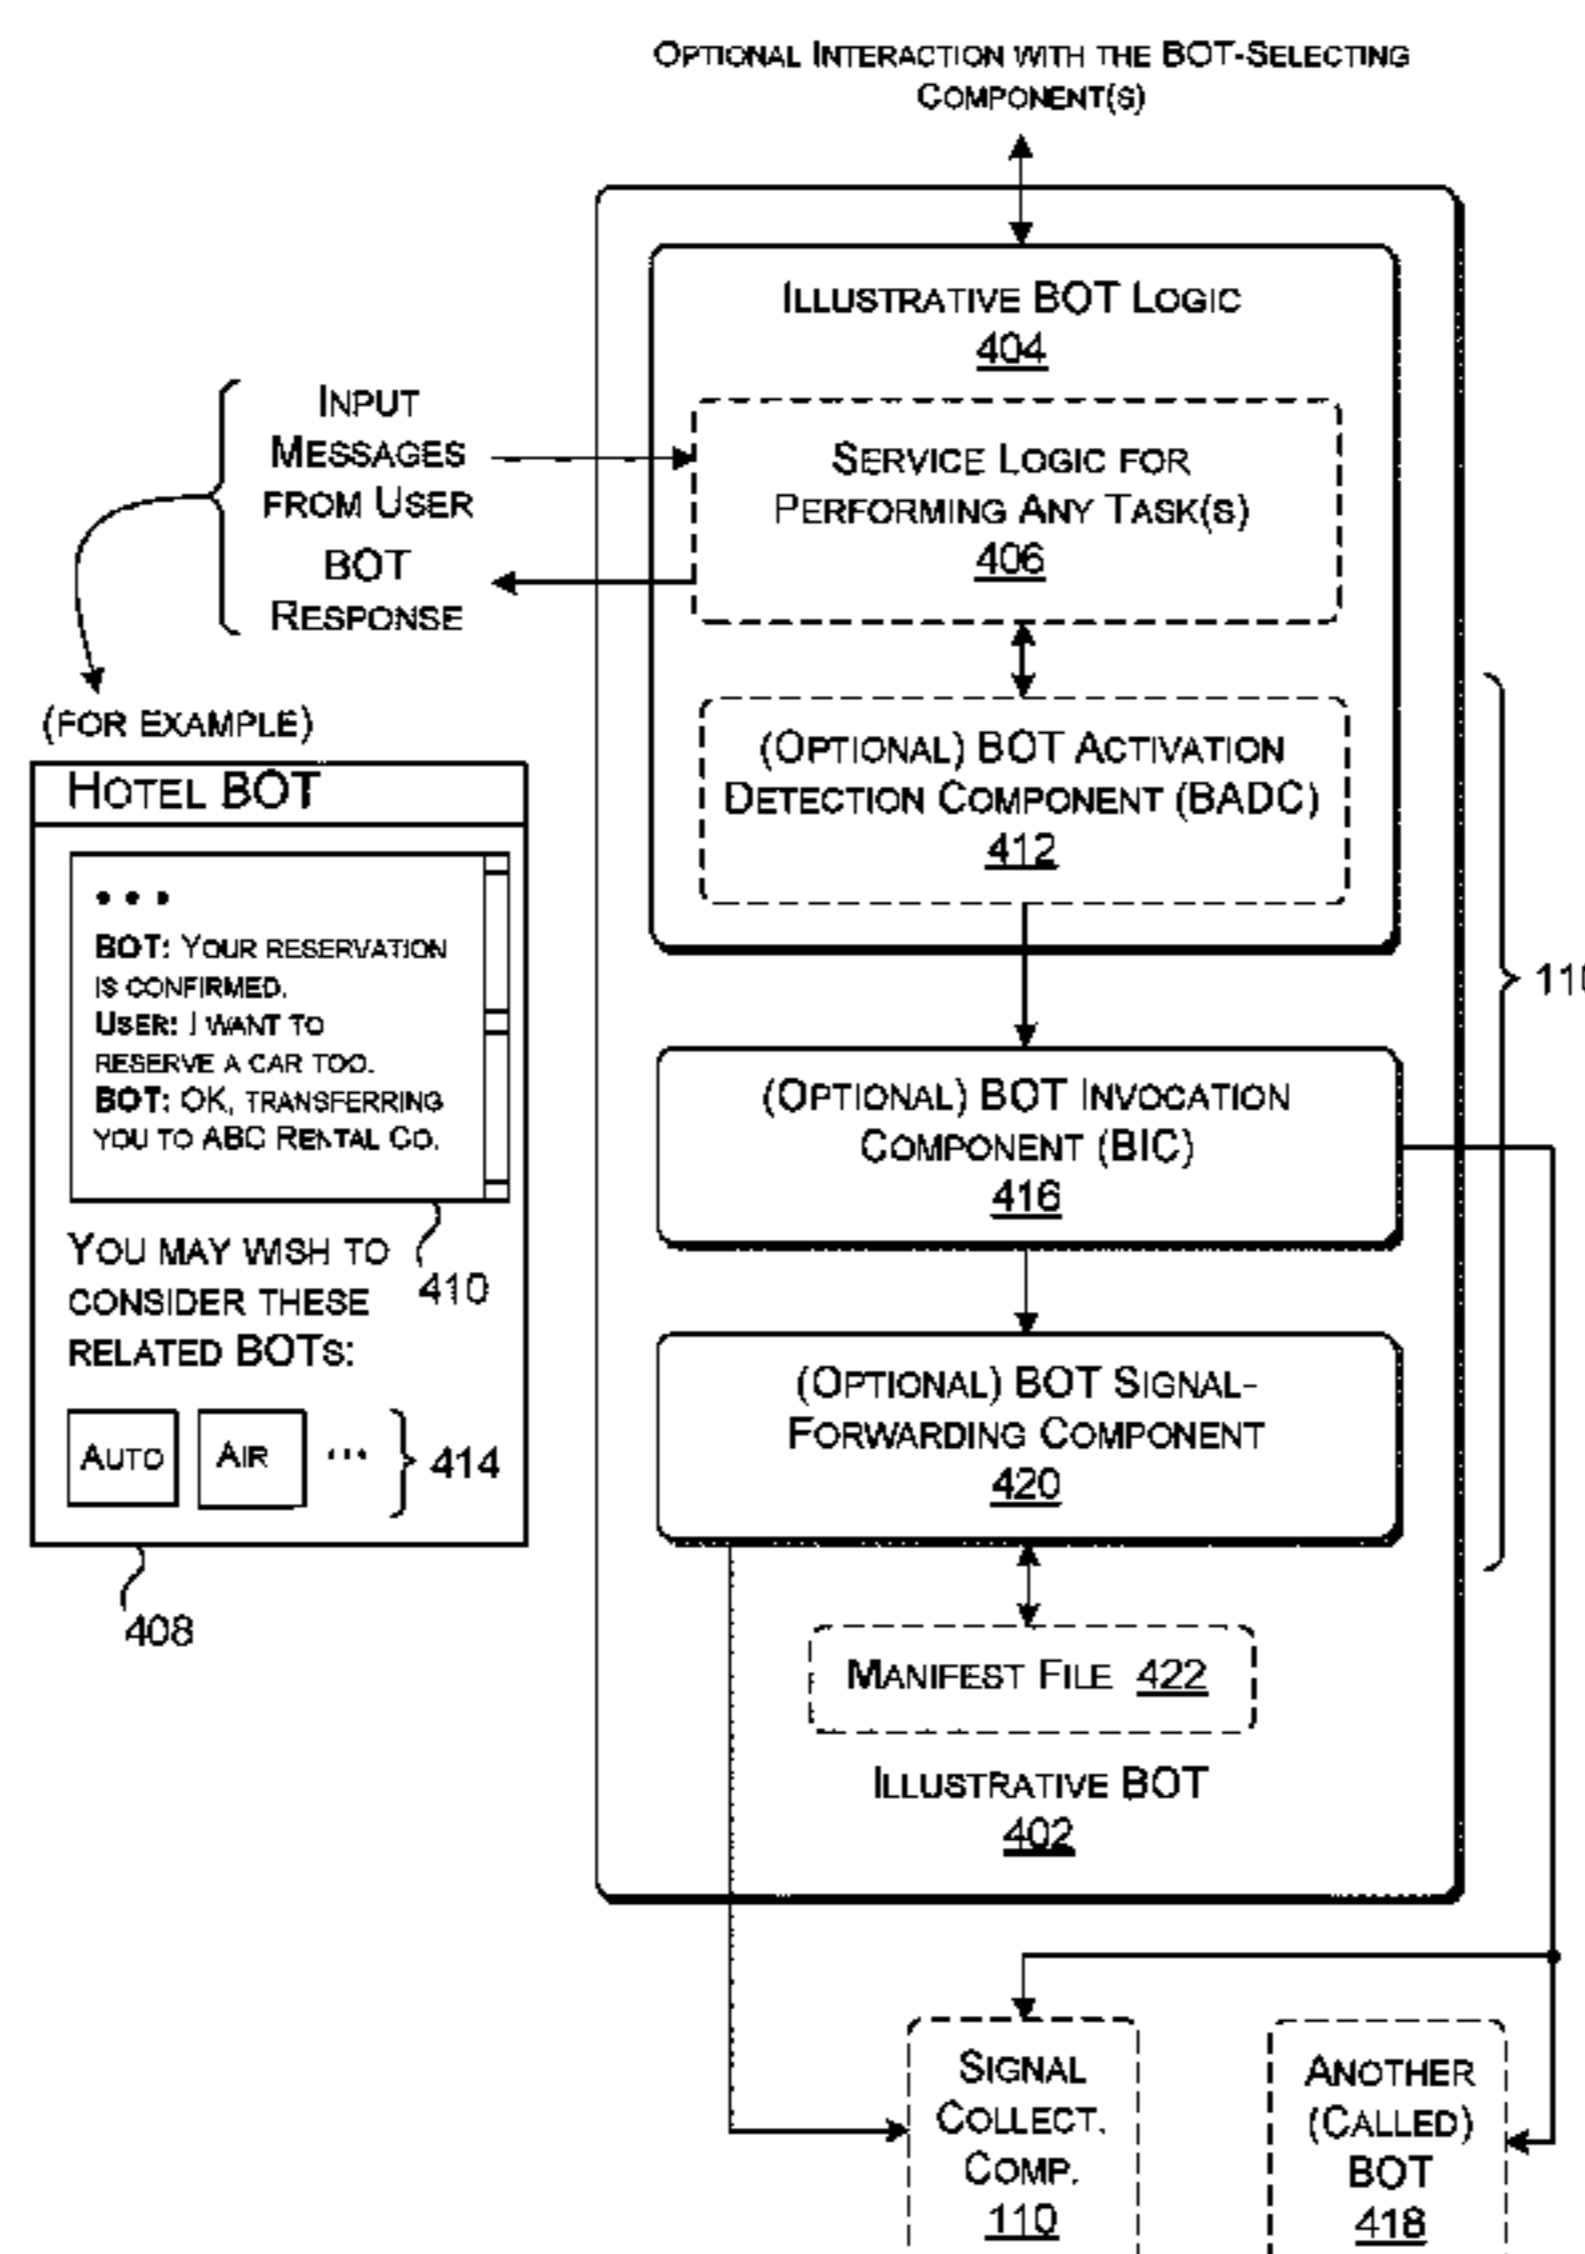 OPTIONAL INTERACTION WITH THE BOT-SELECTING
COMPONENT(S)
ILLUSTRATIVE BOT LOGIC
404
INPUT
MESSAGES
FROM USER
BOT
RESPONSE
SERVICE LOGIC FOR
PERFORMING ANY TASK(S)
406
(FOR EXAMPLE)
(OPTIONAL) BOT ACTIVATION
DETECTION COMPONENT (BADC)
412
HOTEL BOT
• • •
BOT: YOUR RESERVATION
IS CONFIRMED.
USER: I WANT TO
RESERVE A CAR TOO.
BOT: OK, TRANSFERRING
YOU TO ABC RENTAL CO.
410
YOU MAY WISH TO
CONSIDER THESE
RELATED BOTS:
AUTO
AIR
...
414
408
(OPTIONAL) BOT INVOCATION
COMPONENT (BIC)
416
(OPTIONAL) BOT SIGNAL-
FORWARDING COMPONENT
420
MANIFEST FILE 422
ILLUSTRATIVE BOT
402
SIGNAL
COLLECT.
COMP.
110
ANOTHER
(CALLED)
BOT
418